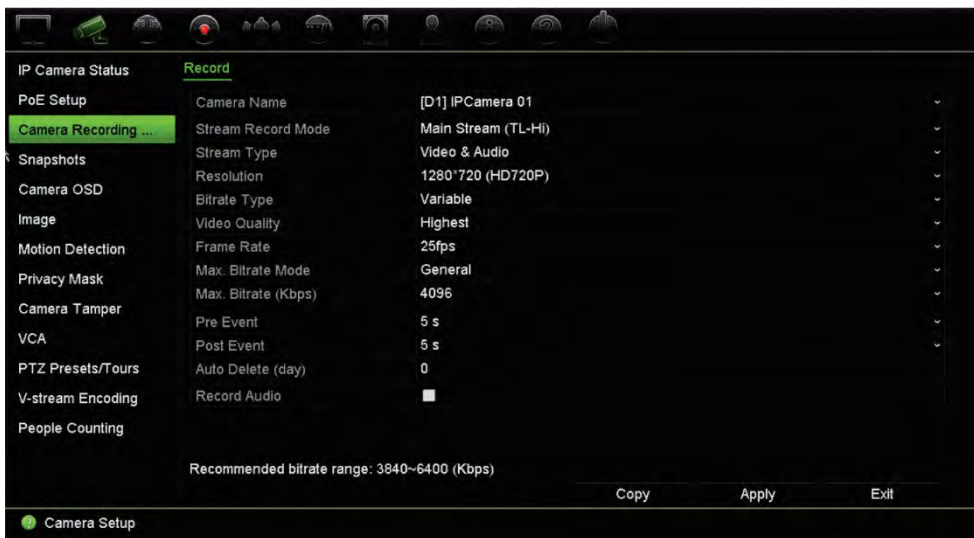 IP Camera Status
PoE Setup
Camera Recording ...
Snapshots
Camera OSD
Image
Motion Detection
Privacy Mask
Camera Tamper
VCA
PTZ Presets/Tours
V-stream Encoding
People Counting
Record
Camera Name [D1] IPCamera 01
Stream Record Mode Main Stream (TL-Hi)
Stream Type Video & Audio
Resolution 1280*720 (HD720P)
Bitrate Type Variable
Video Quality Highest
Frame Rate 25fps
Max. Bitrate Mode General
Max. Bitrate (Kbps) 4096
Pre Event 5 s
Post Event 5 s
Auto Delete (day) 0
Record Audio
Recommended bitrate range: 3840~6400 (Kbps)
Copy Apply Exit
Camera Setup